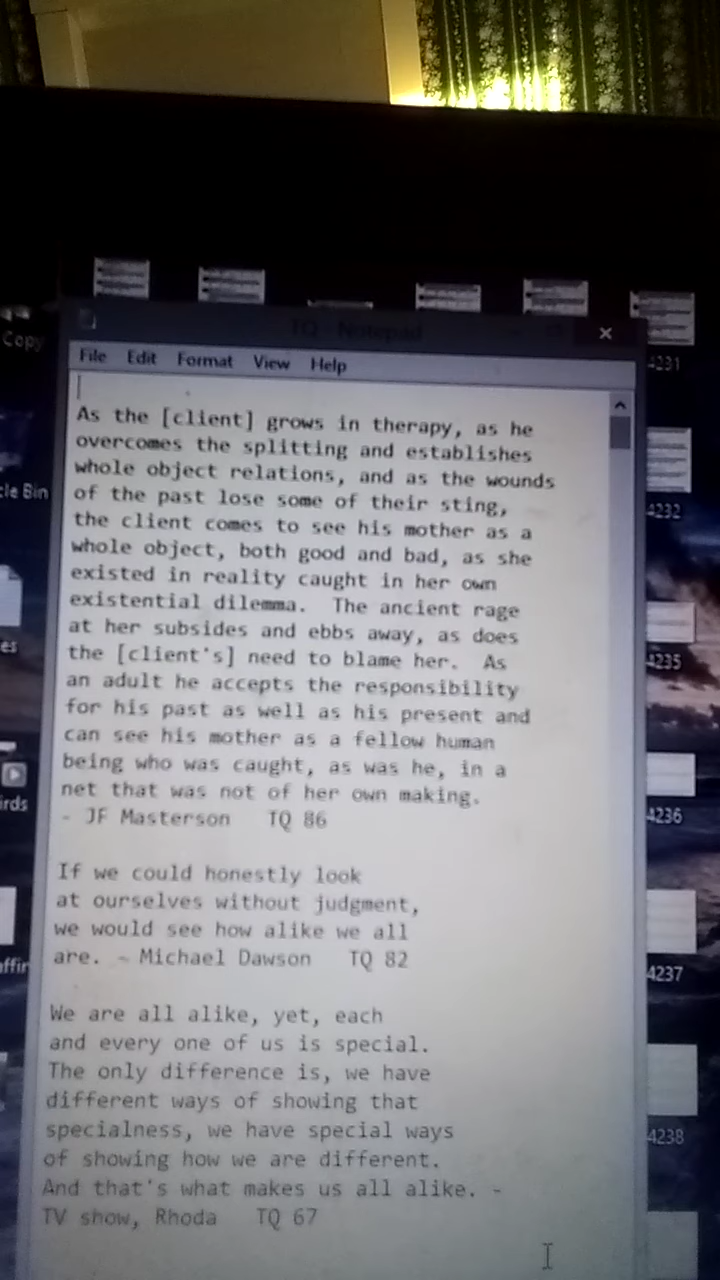 TQ - Notepad
Copy
File Edit Format View Help
4231
As the [client] grows in therapy, as he
overcomes the splitting and establishes
whole object relations, and as the wounds
of the past lose some of their sting,
the client comes to see his mother as a
whole object, both good and bad, as she
existed in reality caught in her own
existential dilemma.  The ancient rage
at her subsides and ebbs away, as does
the [client's] need to blame her.  As
an adult he accepts the responsibility
for his past as well as his present and
can see his mother as a fellow human
being who was caught, as was he, in a
net that was not of her own making.
- JF Masterson   TQ 86
If we could honestly look
at ourselves without judgment,
we would see how alike we all
are. ~ Michael Dawson   TQ 82
We are all alike, yet, each
and every one of us is special.
The only difference is, we have
different ways of showing that
specialness, we have special ways
of showing how we are different.
And that's what makes us all alike. -
TV show, Rhoda   TQ 67
cle Bin
4232
es
4235
irds
4236
affin
4237
4238